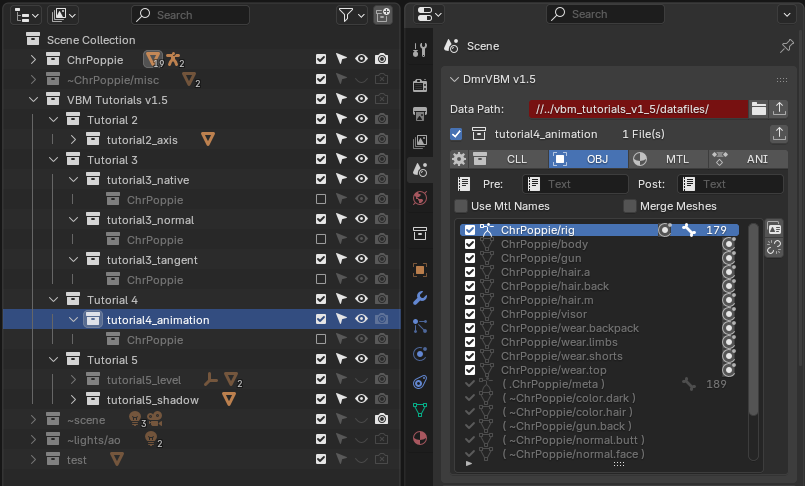 Search
Scene Collection
ChrPoppie 19 2
~ChrPoppie/misc 2
VBM Tutorials v1.5
Tutorial 2
tutorial2_axis
Tutorial 3
tutorial3_native
ChrPoppie
tutorial3_normal
ChrPoppie
tutorial3_tangent
ChrPoppie
Tutorial 4
tutorial4_animation
ChrPoppie
Tutorial 5
tutorial5_level 2
tutorial5_shadow
~scene 3
~lights/ao 2
test
Search
Scene
DmrVBM v1.5
Data Path: //../vbm_tutorials_v1_5/datafiles/
tutorial4_animation 1 File(s)
CLL OBJ MTL ANI
Pre: Text Post: Text
Use Mtl Names Merge Meshes
ChrPoppie/rig 179
ChrPoppie/body
ChrPoppie/gun
ChrPoppie/hair.a
ChrPoppie/hair.back
ChrPoppie/hair.m
ChrPoppie/visor
ChrPoppie/wear.backpack
ChrPoppie/wear.limbs
ChrPoppie/wear.shorts
ChrPoppie/wear.top
(.ChrPoppie/meta ) 189
( ~ChrPoppie/color.dark )
( ~ChrPoppie/color.hair )
( ~ChrPoppie/gun.back )
( ~ChrPoppie/normal.butt )
( ~ChrPoppie/normal.face )